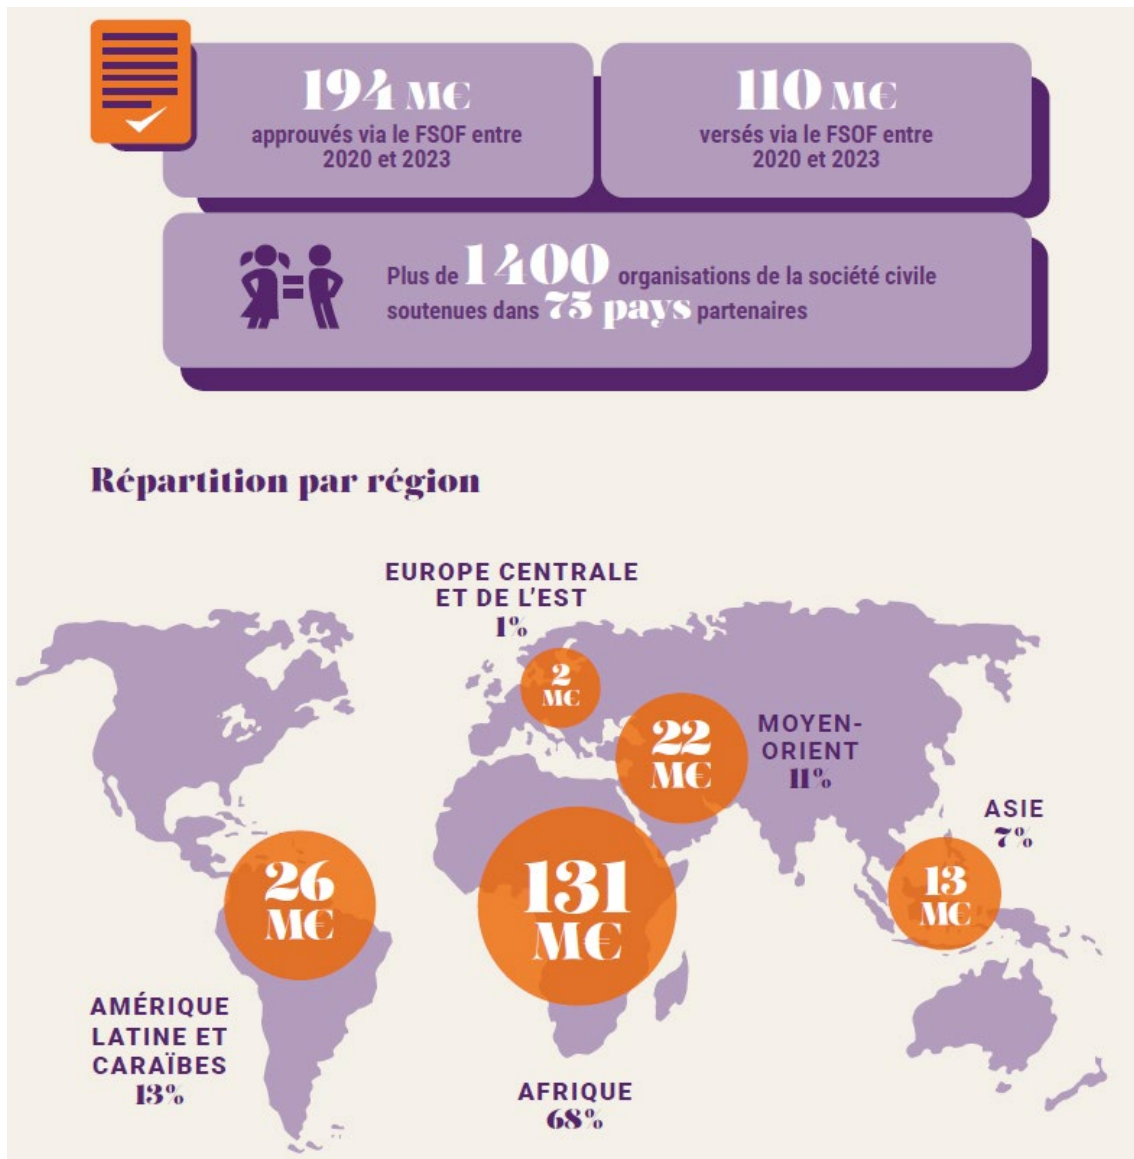 194 M€
approuvés via le FSOF entre
2020 et 2023
110 M€
versés via le FSOF entre
2020 et 2023
Plus de 1 400 organisations de la société civile
soutenues dans 75 pays partenaires
Répartition par région
EUROPE CENTRALE
ET DE L'EST
1%
2
M€
22
M€
MOYEN-
ORIENT
11%
ASIE
7%
13
M€
26
M€
131
M€
AMÉRIQUE
LATINE ET
CARAÏBES
13%
AFRIQUE
68%